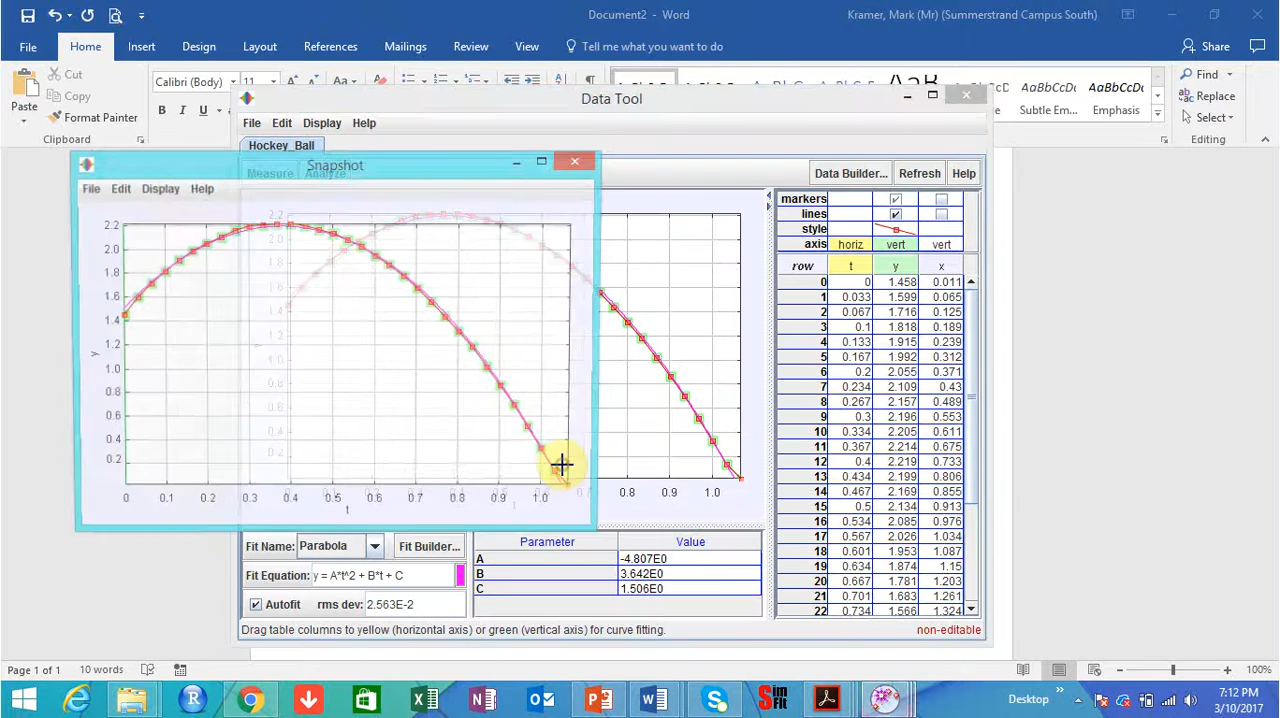 Document2 - Word
Kramer, Mark (Mr) (Summerstrand Campus South)
File Home Insert Design Layout References Mailings Review View Tell me what you want to do Share
Cut
Copy
Format Painter
Paste
Clipboard
Calibri (Body) 11
B I U
Subtle Em... Emphasis
AaBbCcDc AaBbCcDc
Find
Replace
Select
Editing
Data Tool
File Edit Display Help
Hockey_Ball
Measure Analyze
Data Builder... Refresh Help
Snapshot
File Edit Display Help
2.2
2.0
1.8
1.6
1.4
1.2
1.0
0.8
0.6
0.4
0.2
y
0 0.1 0.2 0.3 0.4 0.5 0.6 0.7 0.8 0.9 1.0
t
0.8 0.9 1.0
markers
lines
style
axis horiz vert vert
row t y x
0 0 1.458 0.011
1 0.033 1.599 0.065
2 0.067 1.716 0.125
3 0.1 1.818 0.189
4 0.133 1.915 0.239
5 0.167 1.992 0.312
6 0.2 2.055 0.371
7 0.234 2.109 0.43
8 0.267 2.157 0.489
9 0.3 2.196 0.553
10 0.334 2.205 0.611
11 0.367 2.214 0.675
12 0.4 2.219 0.733
13 0.434 2.199 0.806
14 0.467 2.169 0.855
15 0.5 2.134 0.913
16 0.534 2.085 0.976
17 0.567 2.026 1.034
18 0.601 1.953 1.087
19 0.634 1.874 1.15
20 0.667 1.781 1.203
21 0.701 1.683 1.261
22 0.734 1.566 1.324
Fit Name: Parabola Fit Builder...
Fit Equation: y = A*t^2 + B*t + C
Autofit rms dev: 2.563E-2
Parameter Value
A -4.807E0
B 3.642E0
C 1.506E0
Drag table columns to yellow (horizontal axis) or green (vertical axis) for curve fitting.
non-editable
Page 1 of 1 10 words
100%
Desktop
7:12 PM
3/10/2017